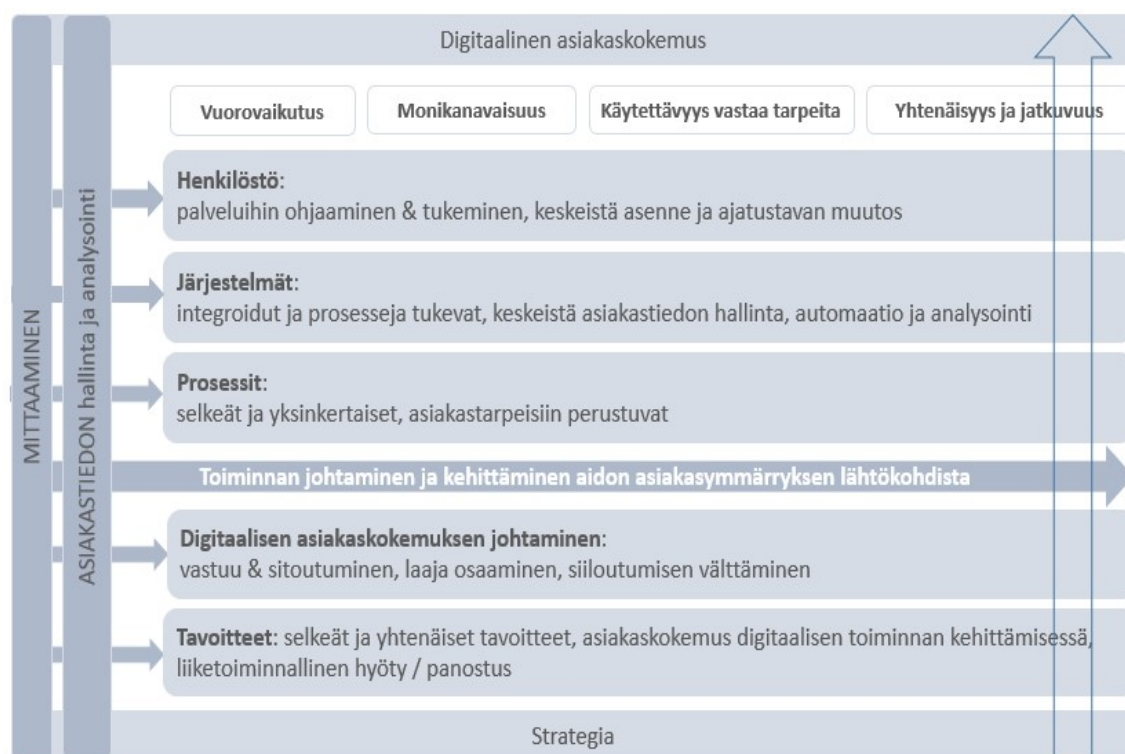 Digitaalinen asiakaskokemus
Vuorovaikutus
Monikanavaisuus
Käytettävyys vastaa tarpeita
Yhtenäisyys ja jatkuvuus
MITTAAMINEN
ASIAKASTIEDON hallinta ja analysointi
Henkilöstö:
palveluihin ohjaaminen & tukeminen, keskeistä asenne ja ajatustavan muutos
Järjestelmät:
integroidut ja prosesseja tukevat, keskeistä asiakastiedon hallinta, automaatio ja analysointi
Prosessit:
selkeät ja yksinkertaiset, asiakastarpeisiin perustuvat
Toiminnan johtaminen ja kehittäminen aidon asiakasymmärryksen lähtökohdista
Digitaalisen asiakaskokemuksen johtaminen:
vastuu & sitoutuminen, laaja osaaminen, siiloutumisen välttäminen
Tavoitteet: selkeät ja yhtenäiset tavoitteet, asiakaskokemus digitaalisen toiminnan kehittämisessä,
liiketoiminnallinen hyöty / panostus
Strategia